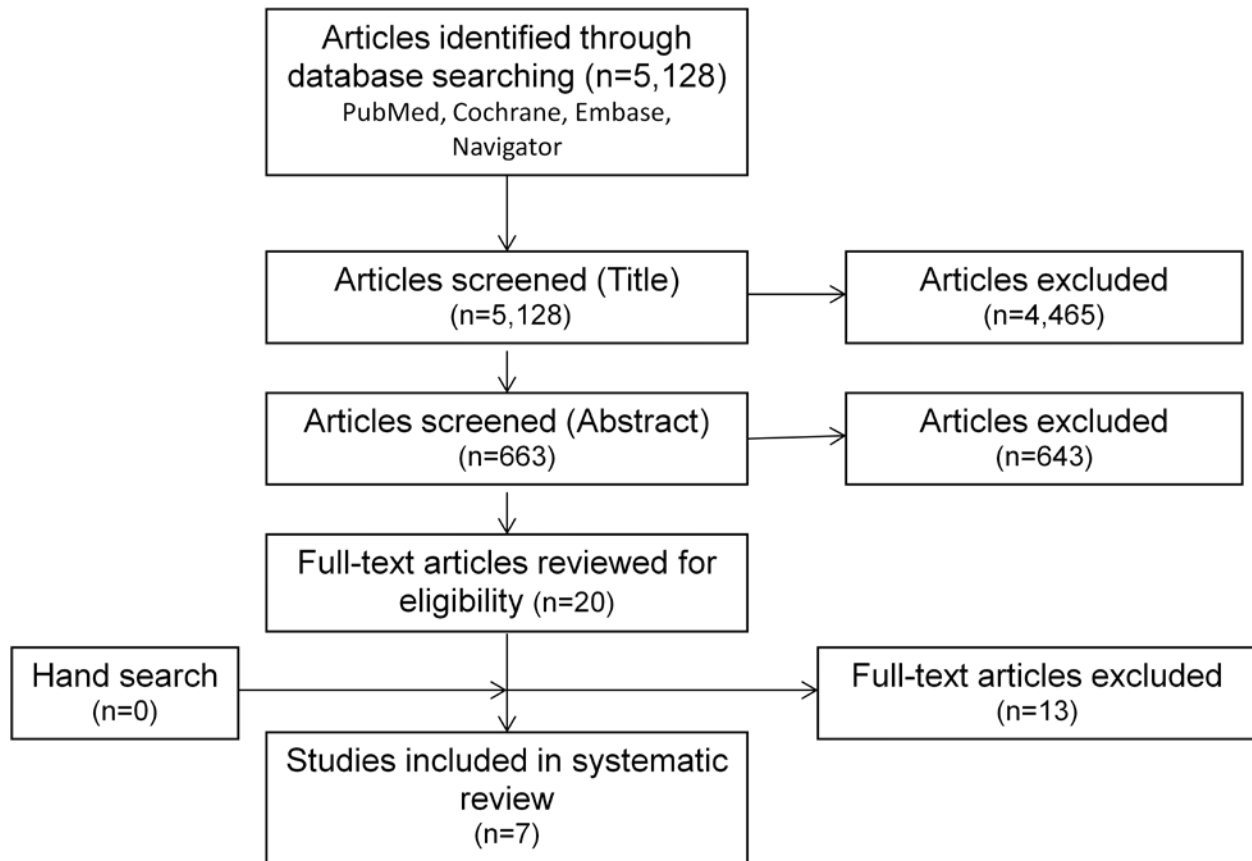 Articles identified through
database searching (n=5,128)
PubMed, Cochrane, Embase,
Navigator
Articles screened (Title)
(n=5,128)
Articles excluded
(n=4,465)
Articles screened (Abstract)
(n=663)
Articles excluded
(n=643)
Full-text articles reviewed for
eligibility (n=20)
Hand search
(n=0)
Full-text articles excluded
(n=13)
Studies included in systematic
review
(n=7)